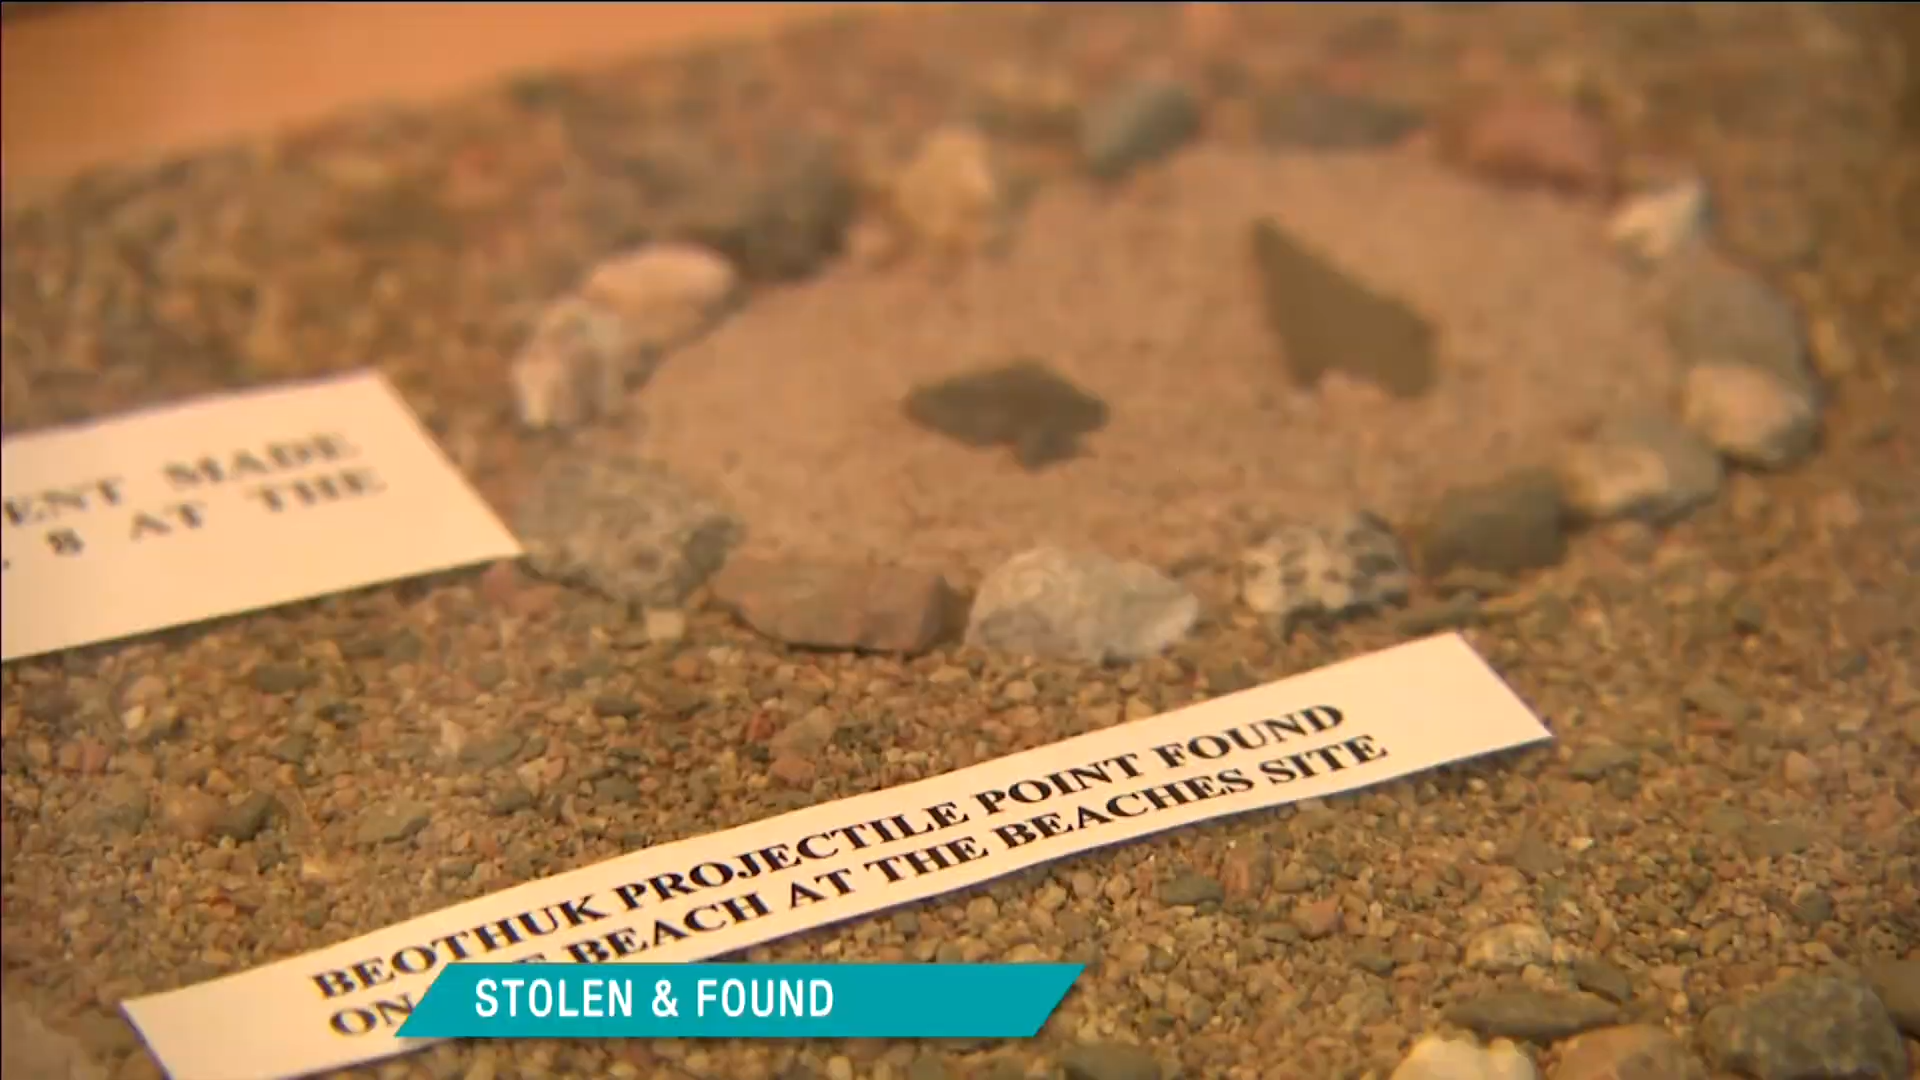 ENT MADE
8 AT THE
BEOTHUK PROJECTILE POINT FOUND
ON BEACH AT THE BEACHES SITE
STOLEN & FOUND